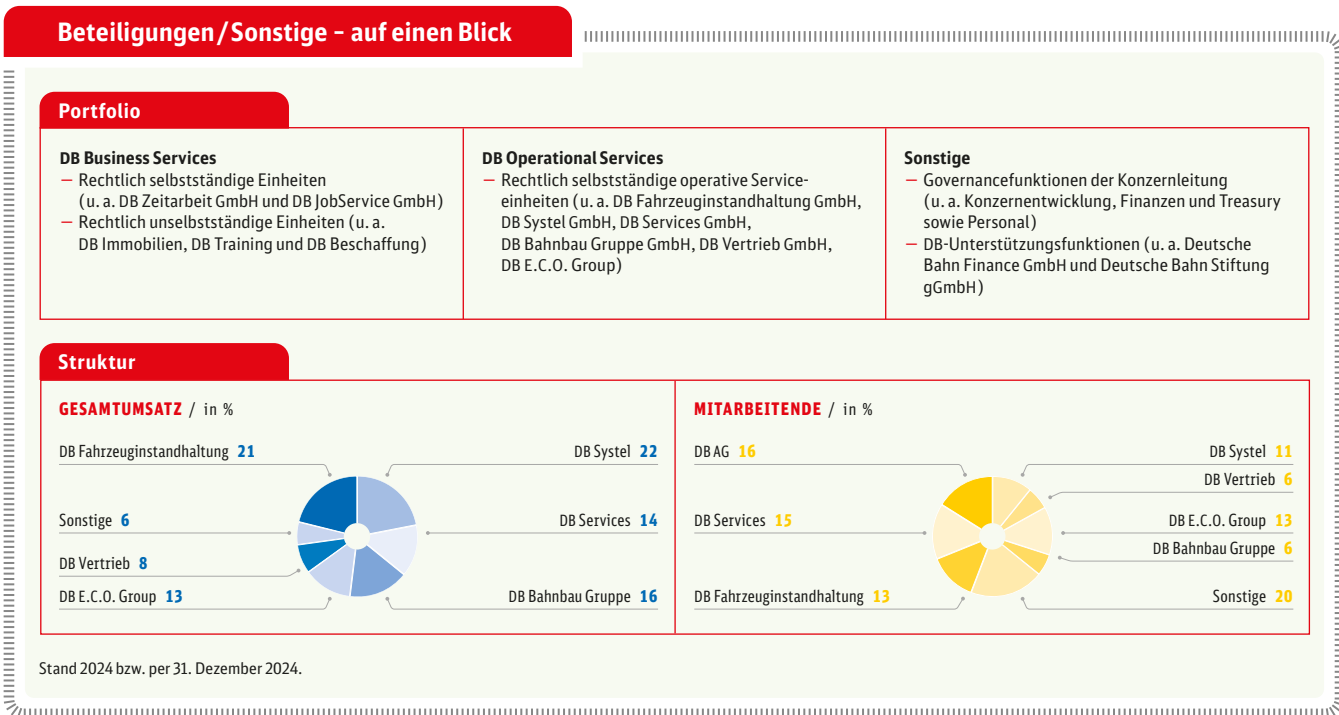 Beteiligungen/Sonstige – auf einen Blick
Portfolio
DB Business Services
— Rechtlich selbstständige Einheiten
(u. a. DB Zeitarbeit GmbH und DB JobService GmbH)
— Rechtlich unselbstständige Einheiten (u. a.
DB Immobilien, DB Training und DB Beschaffung)
DB Operational Services
— Rechtlich selbstständige operative Service-
einheiten (u. a. DB Fahrzeuginstandhaltung GmbH,
DB Systel GmbH, DB Services GmbH,
DB Bahnbau Gruppe GmbH, DB Vertrieb GmbH,
DB E.C.O. Group)
Sonstige
— Governancefunktionen der Konzernleitung
(u. a. Konzernentwicklung, Finanzen und Treasury
sowie Personal)
— DB-Unterstützungsfunktionen (u. a. Deutsche
Bahn Finance GmbH und Deutsche Bahn Stiftung
gGmbH)
Struktur
GESAMTUMSATZ / in %
DB Fahrzeuginstandhaltung 21
Sonstige 6
DB Vertrieb 8
DB E.C.O. Group 13
DB Systel 22
DB Services 14
DB Bahnbau Gruppe 16
MITARBEITENDE / in %
DB AG 16
DB Services 15
DB Fahrzeuginstandhaltung 13
DB Systel 11
DB Vertrieb 6
DB E.C.O. Group 13
DB Bahnbau Gruppe 6
Sonstige 20
Stand 2024 bzw. per 31. Dezember 2024.